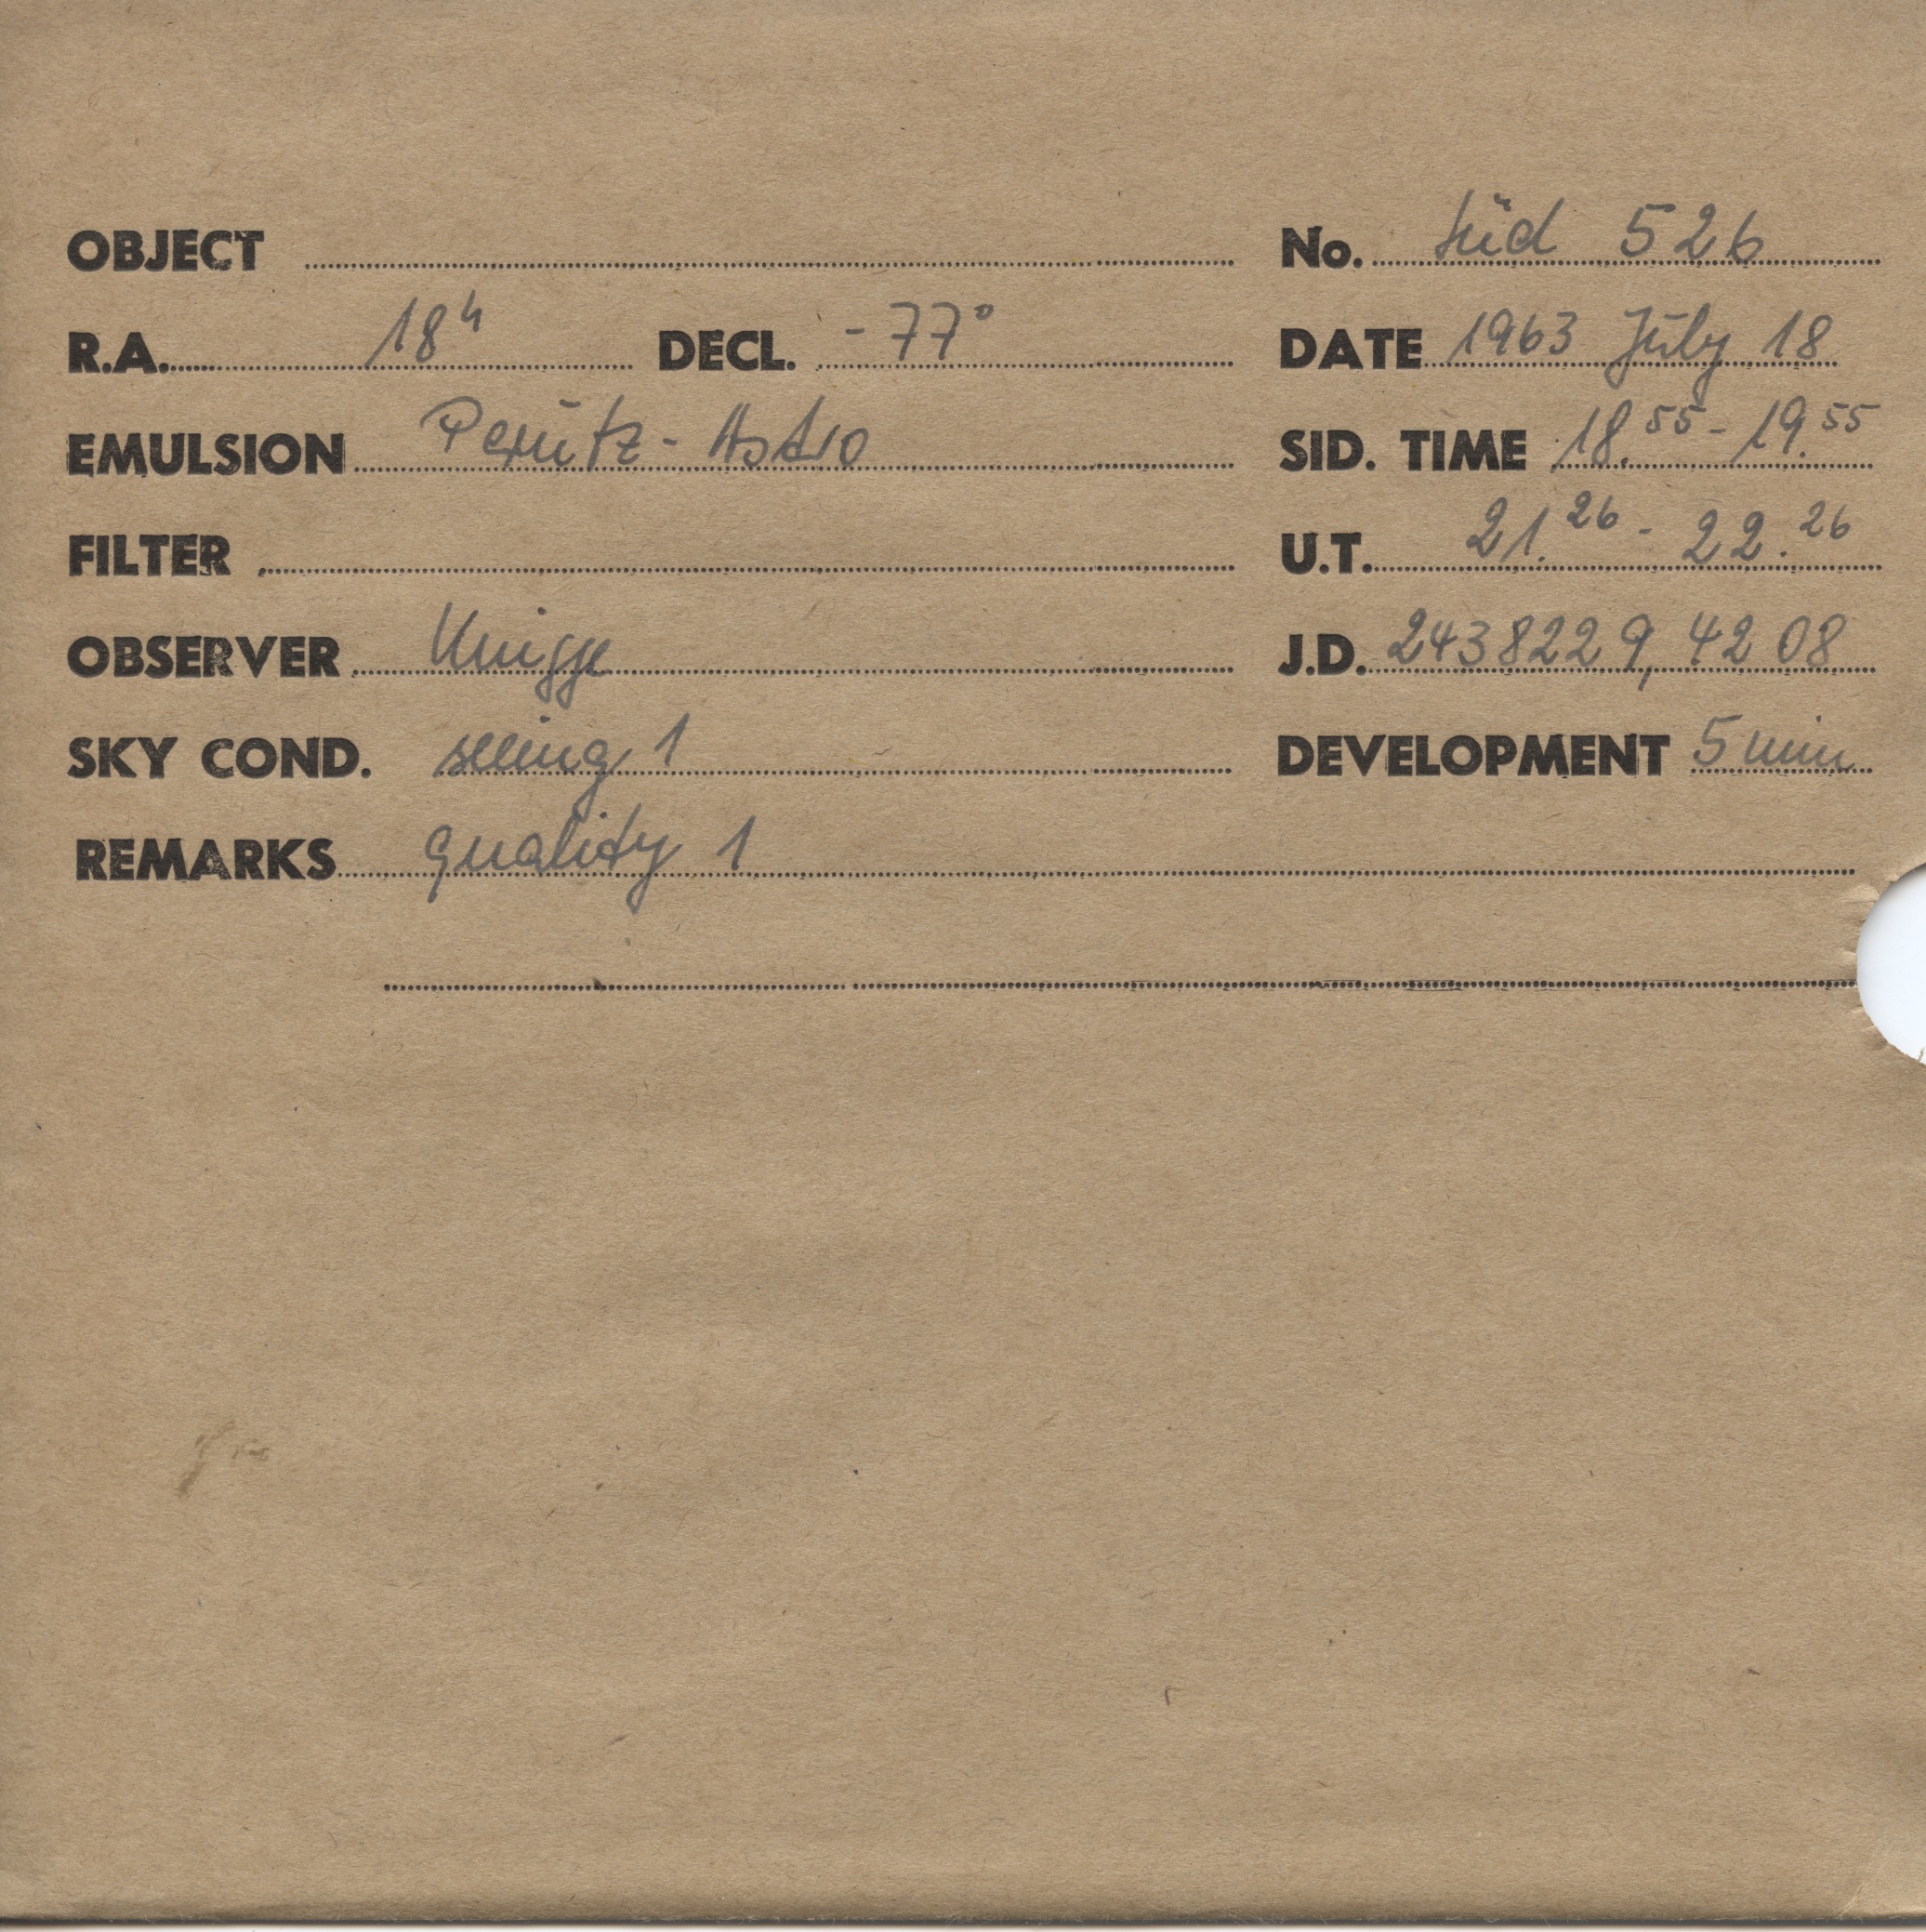 OBJECT No. Süd 526
R.A. 18h DECL. -77° DATE 1963 July 18
EMULSION Perutz - Astro SID. TIME 18.55 - 19.55
FILTER U.T. 21.26 - 22.26
OBSERVER Knigge J.D. 2438229,4208
SKY COND. seeing 1 DEVELOPMENT 5 min
REMARKS quality 1